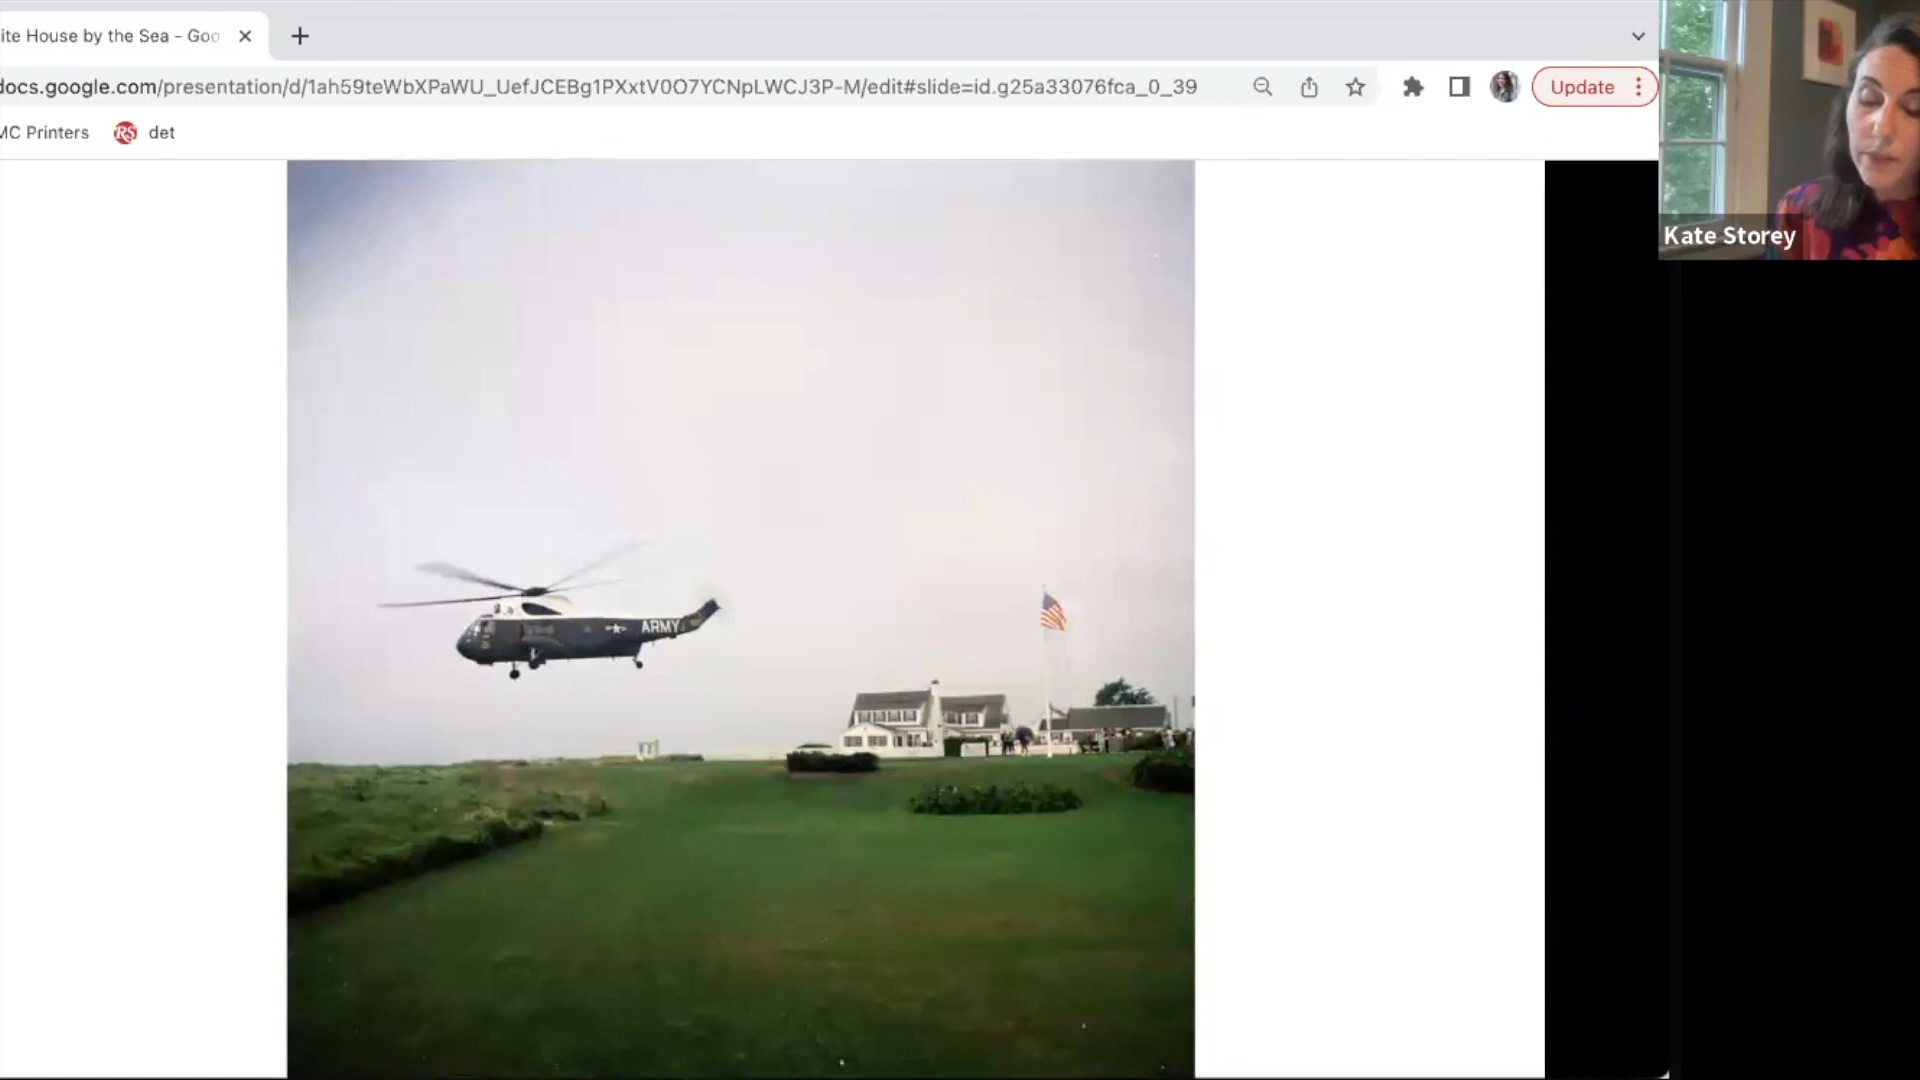 ite House by the Sea - Goo
docs.google.com/presentation/d/1ah59teWbXPaWU_UefJCEBg1PXxtV0O7YCNpLWCJ3P-M/edit#slide=id.g25a33076fca_0_39
Update
MC Printers
RS
det
Kate Storey
ARMY